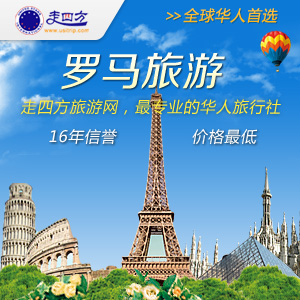 走四方
www.usitrip.com
>>全球华人首选
罗马旅游
走四方旅游网，最专业的华人旅行社
16年信誉 价格最低